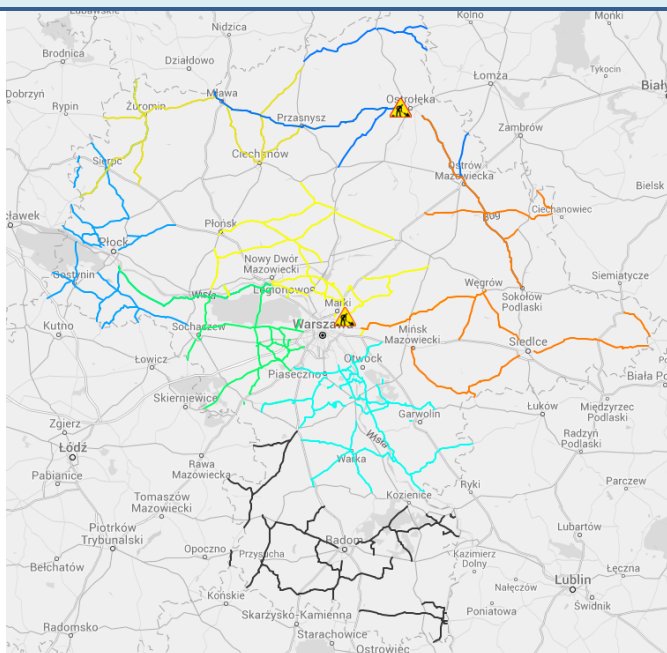 Lubawskie
Nidzica
Kolno
Mońki
Brodnica
Działdowo
Tykocin
Łomża
Biały
Dobrzyń
Rypin
Żuromin
Mława
Ostrołęka
Przasnysz
Zambrów
Sierpc
Ciechanów
Ostrów
Mazowiecka
Bielsk
cławek
Płońsk
Bug
Ciechanowiec
Płock
Nowy Dwór
Mazowiecki
Gostynin
Węgrów
Siemiatycze
Wisła
Legionowo
Marki
Sokołów
Podlaski
Kutno
Sochaczew
Warszawa
Mińsk
Mazowiecki
Siedlce
Łowicz
Otwock
Piaseczno
Biała Po
Skierniewice
Garwolin
Łuków
Międzyrzec
Podlaski
Zgierz
Wisła
Radzyń
Podlaski
Łódź
Rawa
Mazowiecka
Warka
Pabianice
Ryki
Parczew
Tomaszów
Mazowiecki
Kozienice
Piotrków
Trybunalski
Lubartów
Opoczno
Przysucha
Radom
Bełchatów
Kazimierz
Dolny
Łęczna
Lublin
Nałęczów
Końskie
Świdnik
Skarżysko-Kamienna
Poniatowa
Radomsko
Starachowice
Ostrowiec